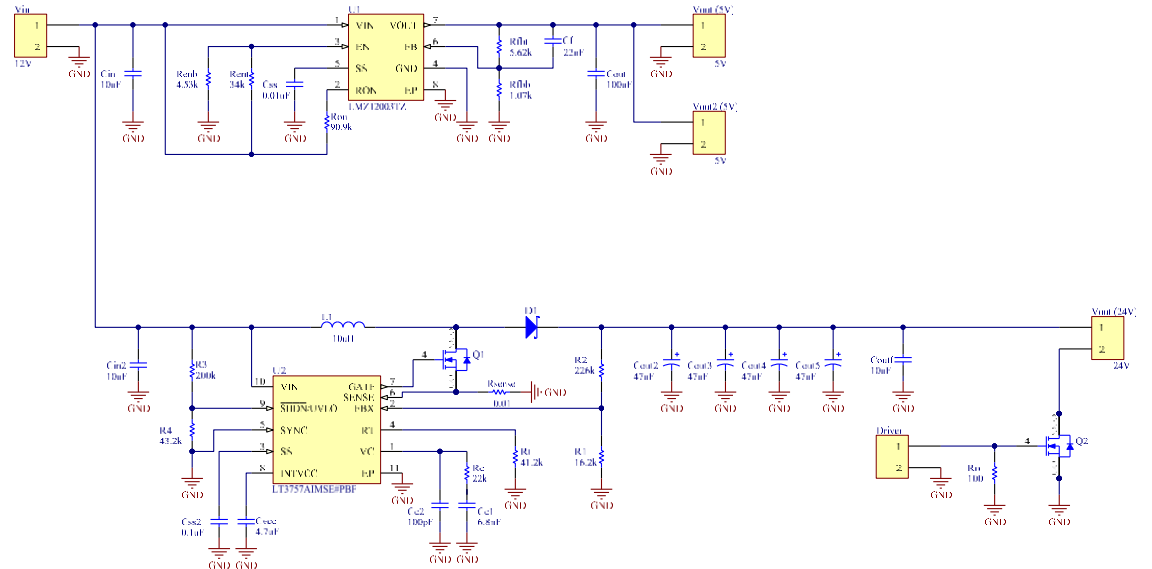 Vin
1
2
12V
GND
Cin
10uF
GND
Renb
4.53k
GND
Rent
34k
Css
0.01uF
GND
Ron
90.9k
U1
1 VIN VOUT 7
3 EN FB 6
5 SS GND 4
2 RON EP 8
LMZ12003TZ
GND
GND
Rfbt
5.62k
Cf
22nF
Rfbb
1.07k
GND
Cout
100uF
GND
Vout (5V)
1
2
5V
GND
Vout2 (5V)
1
2
5V
GND
L1
10uH
D1
Vout (24V)
1
2
24V
Cin2
10uF
GND
R3
200k
R4
43.2k
GND
U2
10 VIN GATE 7
SENSE 6
9 SHDN/UVLO FBX 2
5 SYNC RT 4
3 SS VC 1
8 INTVCC EP 11
LT3757AIMSE#PBF
GND
4
Q1
Rsense
0.01
GND
R2
226k
R1
16.2k
GND
Rt
41.2k
GND
Rc
22k
Cc2
100pF
GND
Cc1
6.8nF
GND
Css2
0.1uF
GND
Cvcc
4.7uF
GND
Cout2
47uF
GND
Cout3
47uF
GND
Cout4
47uF
GND
Cout5
47uF
GND
Coutf
10uF
GND
Driver
1
2
GND
Rn
100
GND
4
Q2
GND